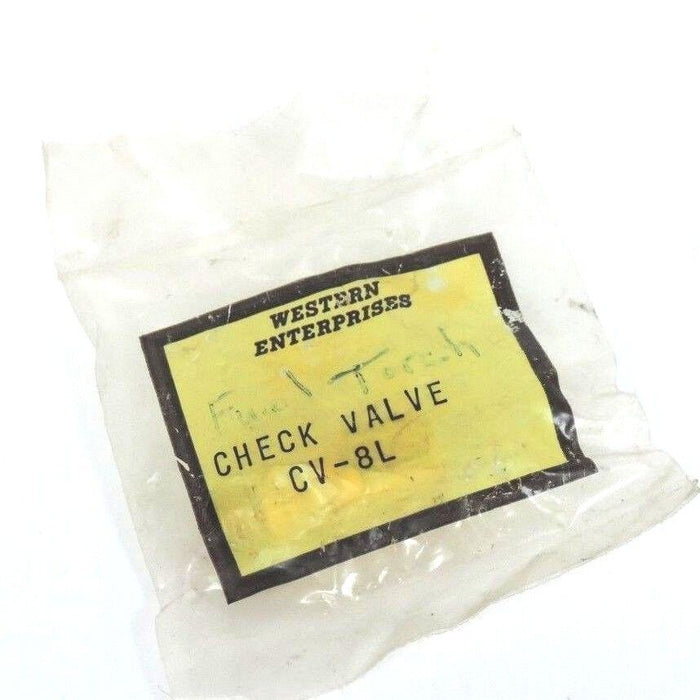 WESTERN
ENTERPRISES
Fuel Torch
CHECK VALVE
CV-8L